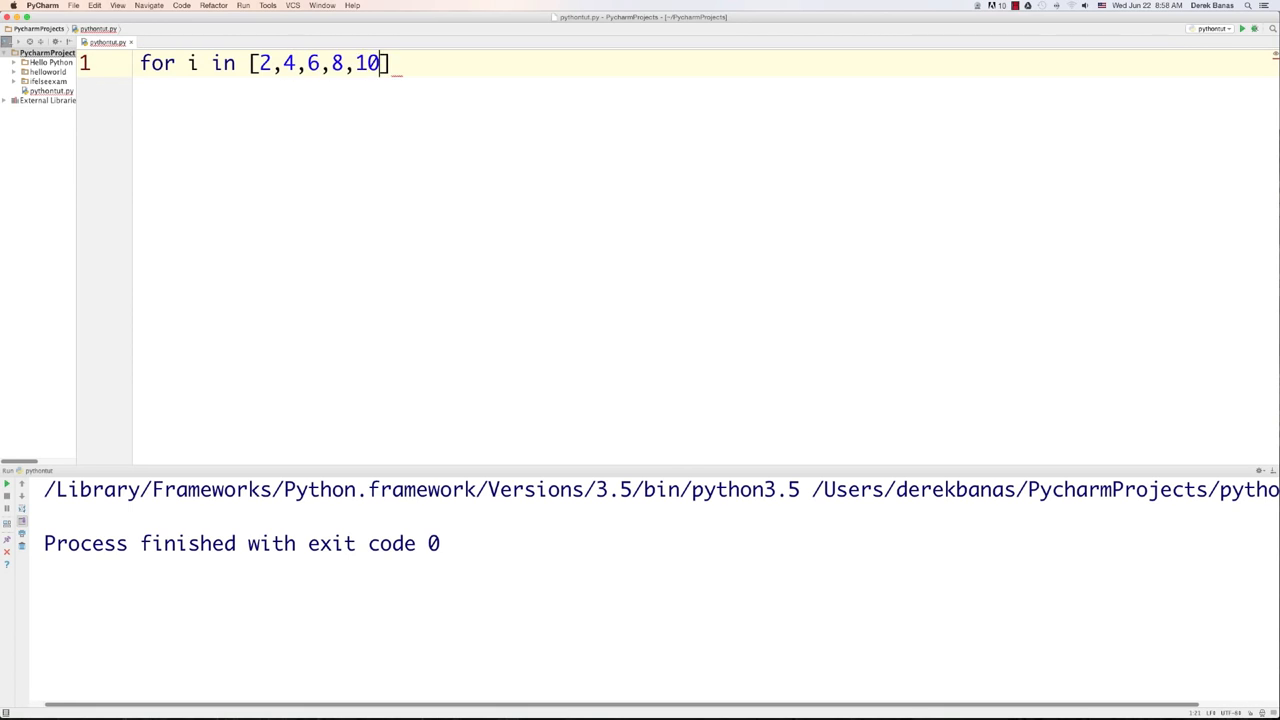 PyCharm File Edit View Navigate Code Refactor Run Tools VCS Window Help 10 Wed Jun 22 8:58 AM Derek Banas
pythontut.py - PycharmProjects - [~/PycharmProjects]
PycharmProjects pythontut.py pythontut
pythontut.py
PycharmProject
Hello Python
helloworld
ifelseexam
pythontut.py
External Librarie
1 for i in [2,4,6,8,10]
Run pythontut
/Library/Frameworks/Python.framework/Versions/3.5/bin/python3.5 /Users/derekbanas/PycharmProjects/pytho
Process finished with exit code 0
1:21 LF÷ UTF-8÷